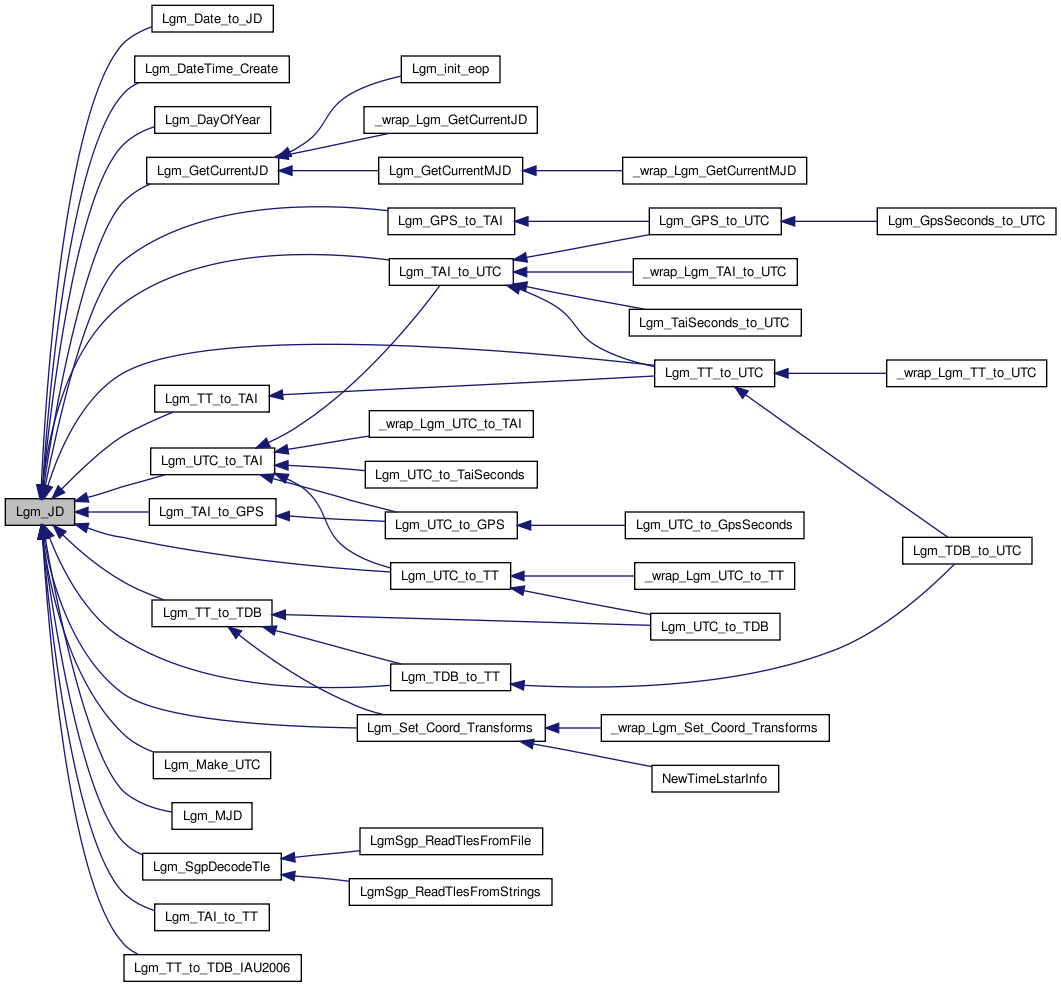 Lgm_Date_to_JD
Lgm_DateTime_Create
Lgm_init_eop
Lgm_DayOfYear
_wrap_Lgm_GetCurrentJD
Lgm_GetCurrentJD
Lgm_GetCurrentMJD
_wrap_Lgm_GetCurrentMJD
Lgm_GPS_to_TAI
Lgm_GPS_to_UTC
Lgm_GpsSeconds_to_UTC
Lgm_TAI_to_UTC
_wrap_Lgm_TAI_to_UTC
Lgm_TaiSeconds_to_UTC
Lgm_TT_to_UTC
_wrap_Lgm_TT_to_UTC
Lgm_TT_to_TAI
_wrap_Lgm_UTC_to_TAI
Lgm_UTC_to_TAI
Lgm_UTC_to_TaiSeconds
Lgm_JD
Lgm_TAI_to_GPS
Lgm_UTC_to_GPS
Lgm_UTC_to_GpsSeconds
Lgm_TDB_to_UTC
Lgm_UTC_to_TT
_wrap_Lgm_UTC_to_TT
Lgm_TT_to_TDB
Lgm_UTC_to_TDB
Lgm_TDB_to_TT
Lgm_Set_Coord_Transforms
_wrap_Lgm_Set_Coord_Transforms
Lgm_Make_UTC
NewTimeLstarInfo
Lgm_MJD
LgmSgp_ReadTlesFromFile
Lgm_SgpDecodeTle
LgmSgp_ReadTlesFromStrings
Lgm_TAI_to_TT
Lgm_TT_to_TDB_IAU2006